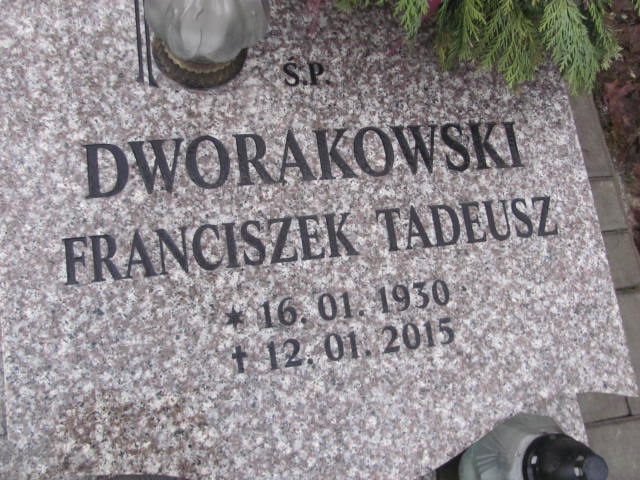 Ś.P.
DWORAKOWSKI
FRANCISZEK TADEUSZ
* 16. 01. 1930
† 12. 01. 2015